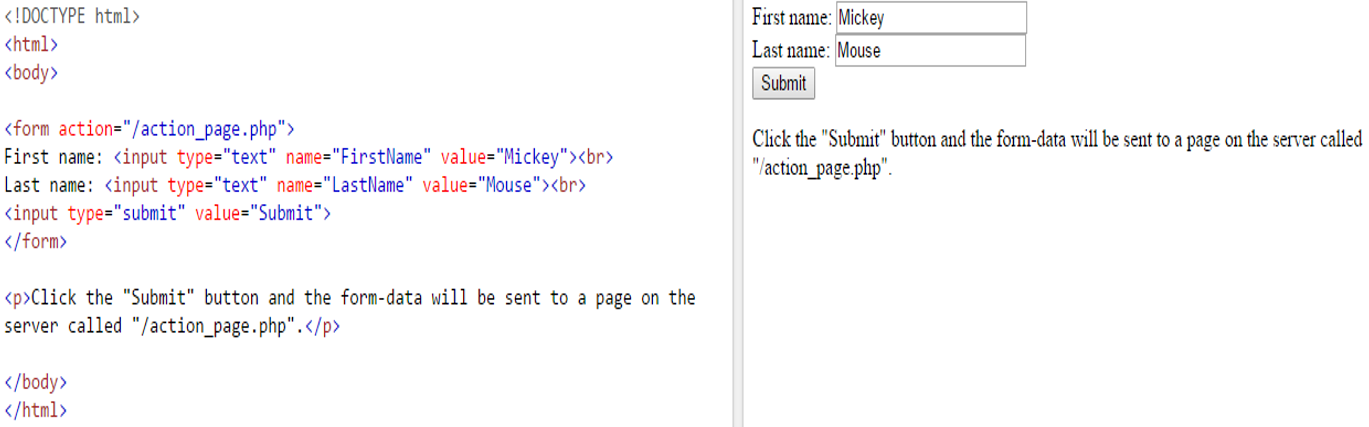 <!DOCTYPE html>
<html>
<body>
<form action="/action_page.php">
First name: <input type="text" name="FirstName" value="Mickey"><br>
Last name: <input type="text" name="LastName" value="Mouse"><br>
<input type="submit" value="Submit">
</form>
<p>Click the "Submit" button and the form-data will be sent to a page on the
server called "/action_page.php".</p>
</body>
</html>
First name: Mickey
Last name: Mouse
Submit
Click the "Submit" button and the form-data will be sent to a page on the server called
"/action_page.php".